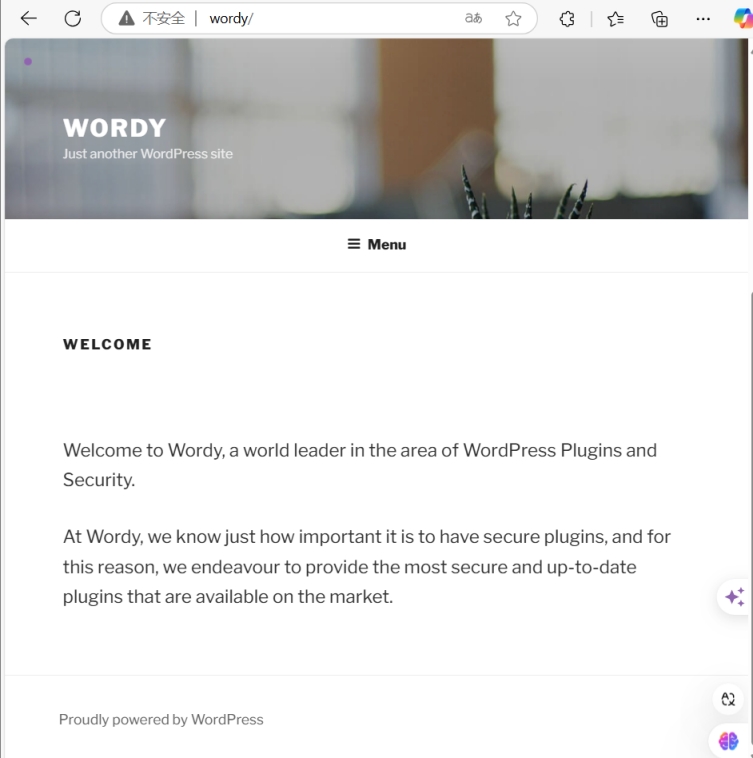 不安全 wordy/ aあ
WORDY
Just another WordPress site
Menu
WELCOME
Welcome to Wordy, a world leader in the area of WordPress Plugins and
Security.
At Wordy, we know just how important it is to have secure plugins, and for
this reason, we endeavour to provide the most secure and up-to-date
plugins that are available on the market.
Proudly powered by WordPress